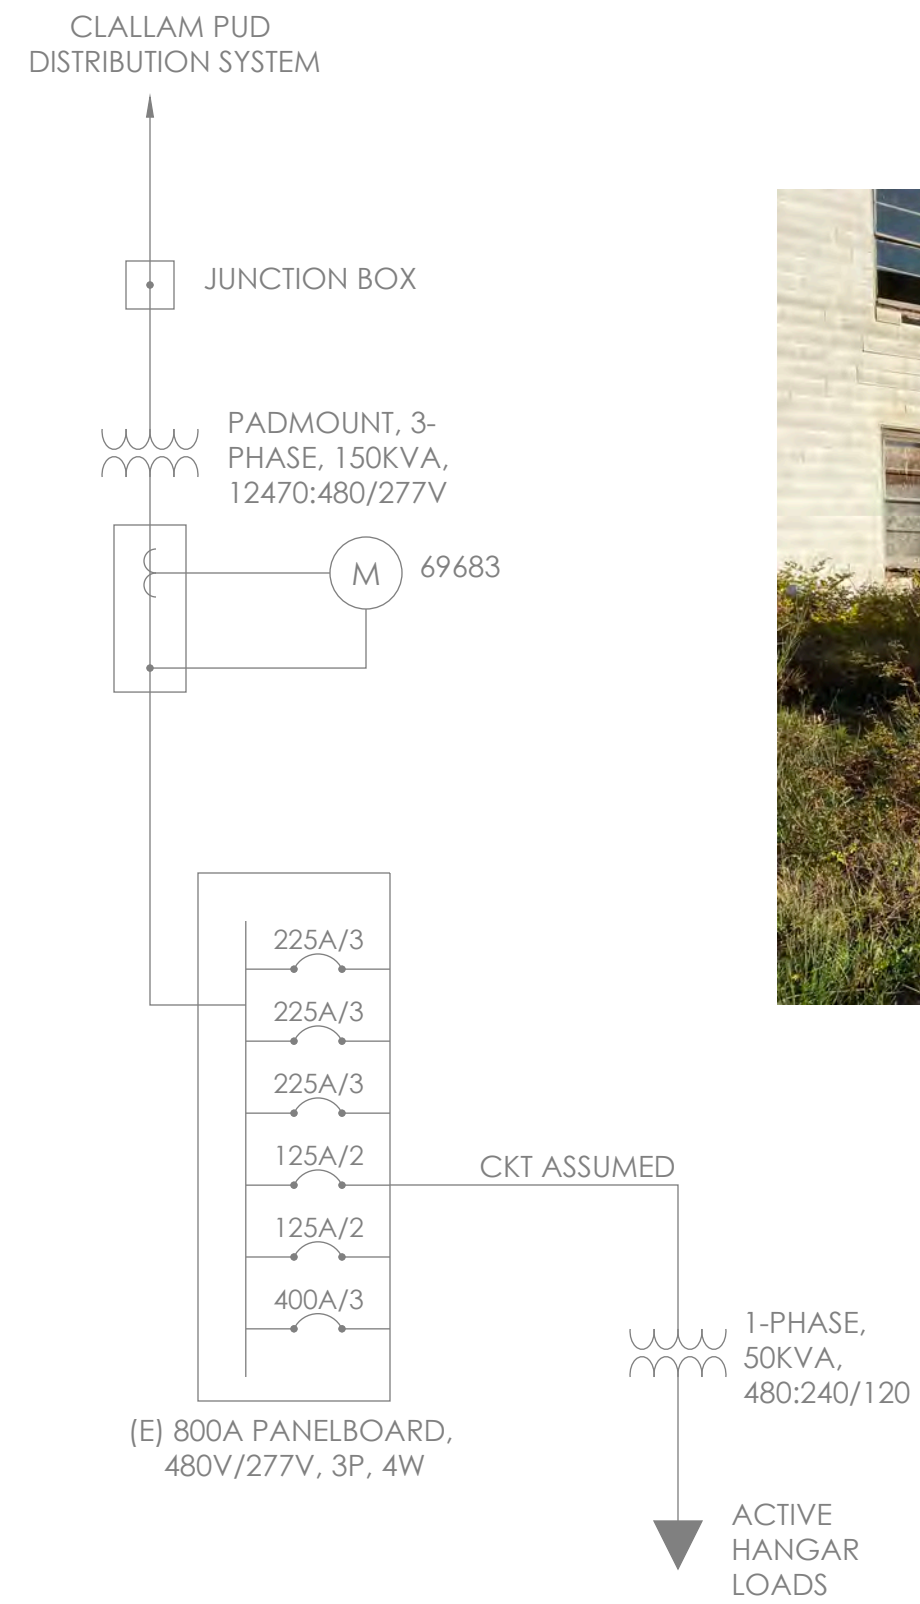 CLALLAM PUD
DISTRIBUTION SYSTEM
JUNCTION BOX
PADMOUNT, 3-
PHASE, 150KVA,
12470:480/277V
M
69683
225A/3
225A/3
225A/3
125A/2
CKT ASSUMED
125A/2
400A/3
1-PHASE,
50KVA,
480:240/120
(E) 800A PANELBOARD,
480V/277V, 3P, 4W
ACTIVE
HANGAR
LOADS